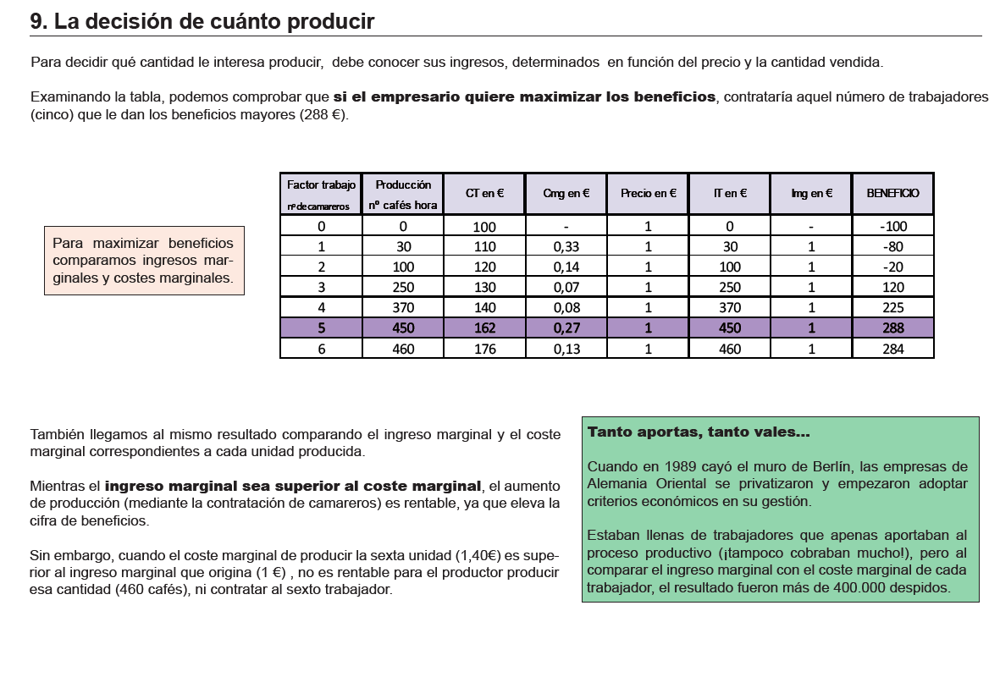 9. La decisión de cuánto producir
Para decidir qué cantidad le interesa producir,  debe conocer sus ingresos, determinados  en función del precio y la cantidad vendida.
Examinando la tabla, podemos comprobar que si el empresario quiere maximizar los beneficios, contrataría aquel número de trabajadores
(cinco) que le dan los beneficios mayores (288 €).
Para maximizar beneficios
comparamos ingresos mar-
ginales y costes marginales.
Factor trabajo Producción CT en € Cmg en € Precio en € IT en € Img en € BENEFICIO
nº de camareros nº cafés hora
0 0 100 - 1 0 - -100
1 30 110 0,33 1 30 1 -80
2 100 120 0,14 1 100 1 -20
3 250 130 0,07 1 250 1 120
4 370 140 0,08 1 370 1 225
5 450 162 0,27 1 450 1 288
6 460 176 0,13 1 460 1 284
También llegamos al mismo resultado comparando el ingreso marginal y el coste
marginal correspondientes a cada unidad producida.
Mientras el ingreso marginal sea superior al coste marginal, el aumento
de producción (mediante la contratación de camareros) es rentable, ya que eleva la
cifra de beneficios.
Sin embargo, cuando el coste marginal de producir la sexta unidad (1,40€) es supe-
rior al ingreso marginal que origina (1 €) , no es rentable para el productor producir
esa cantidad (460 cafés), ni contratar al sexto trabajador.
Tanto aportas, tanto vales...
Cuando en 1989 cayó el muro de Berlín, las empresas de
Alemania Oriental se privatizaron y empezaron adoptar
criterios económicos en su gestión.
Estaban llenas de trabajadores que apenas aportaban al
proceso productivo (¡tampoco cobraban mucho!), pero al
comparar el ingreso marginal con el coste marginal de cada
trabajador, el resultado fueron más de 400.000 despidos.